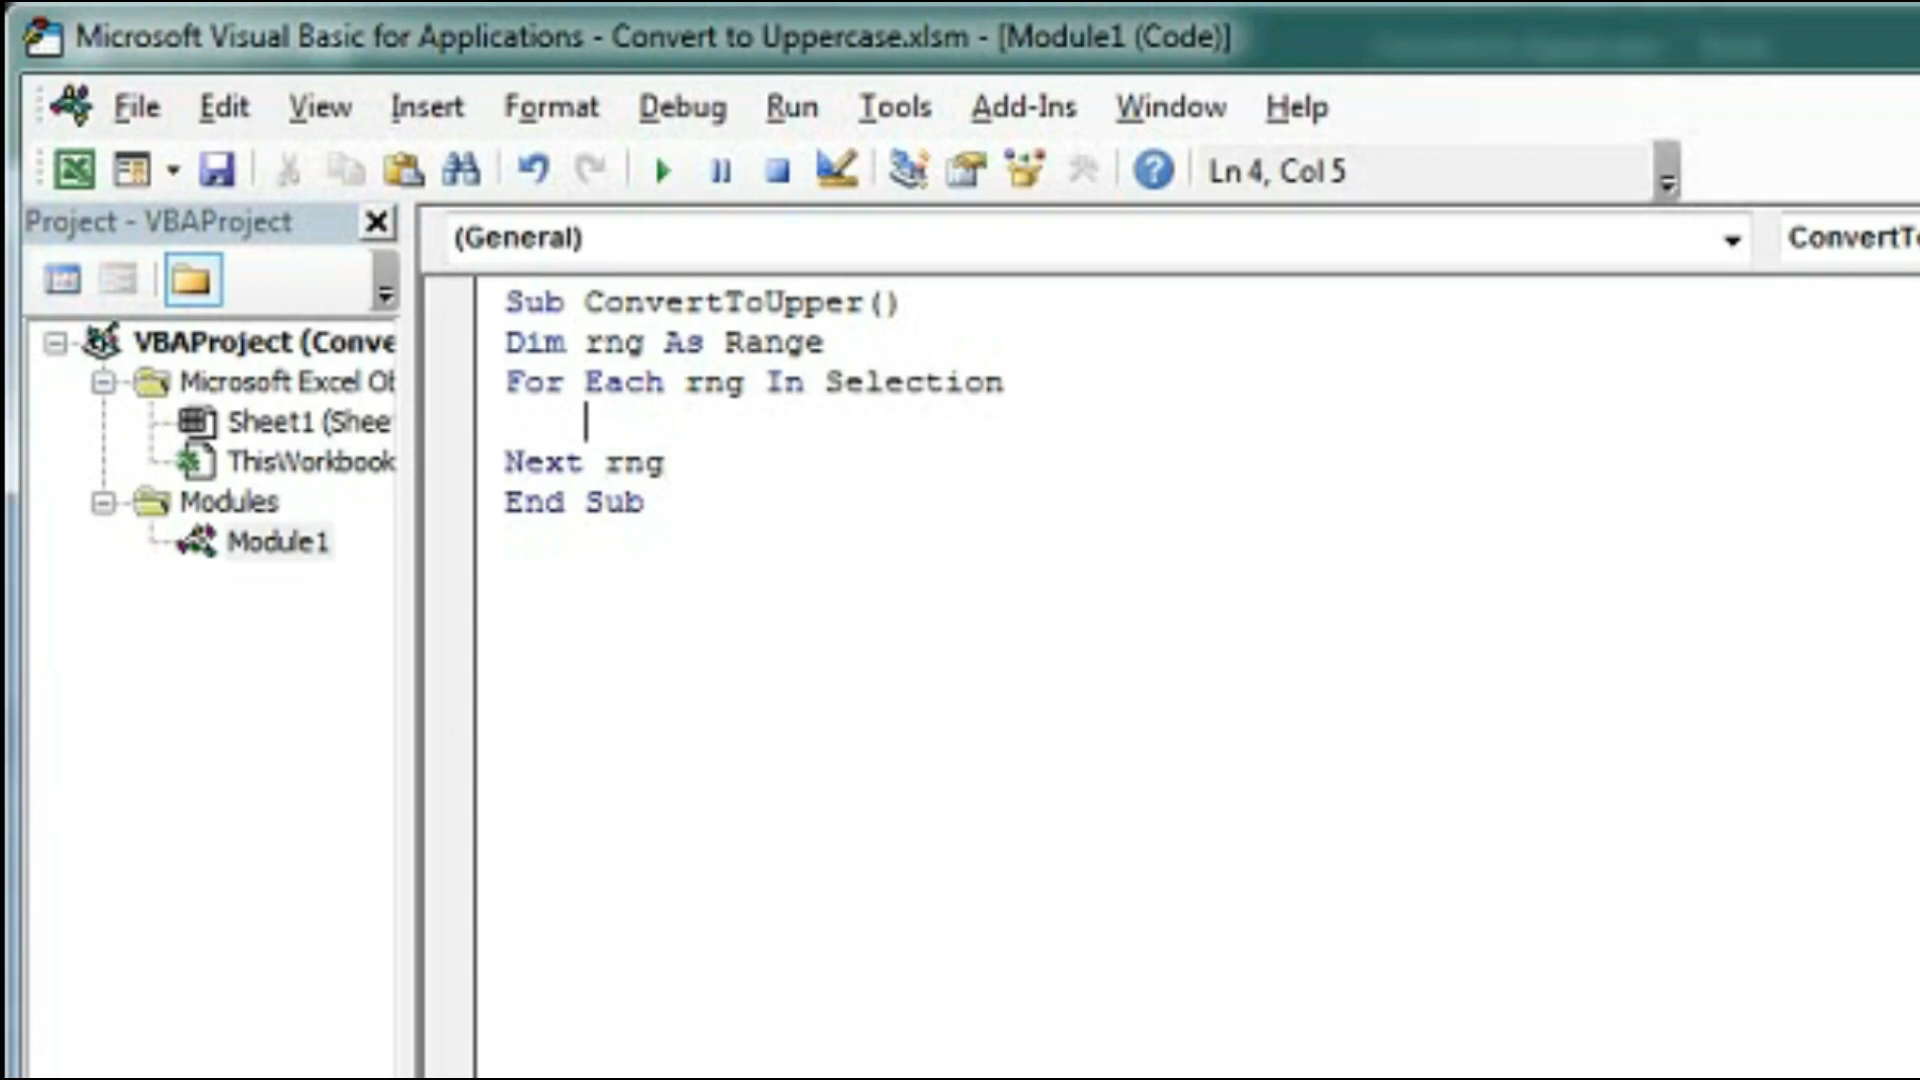 Microsoft Visual Basic for Applications - Convert to Uppercase.xlsm - [Module1 (Code)]
File Edit View Insert Format Debug Run Tools Add-Ins Window Help
Ln 4, Col 5
Project - VBAProject
(General)
ConvertTo
VBAProject (Conve
Microsoft Excel Ob
Sheet1 (Shee
ThisWorkbook
Modules
Module1
Sub ConvertToUpper()
Dim rng As Range
For Each rng In Selection
Next rng
End Sub